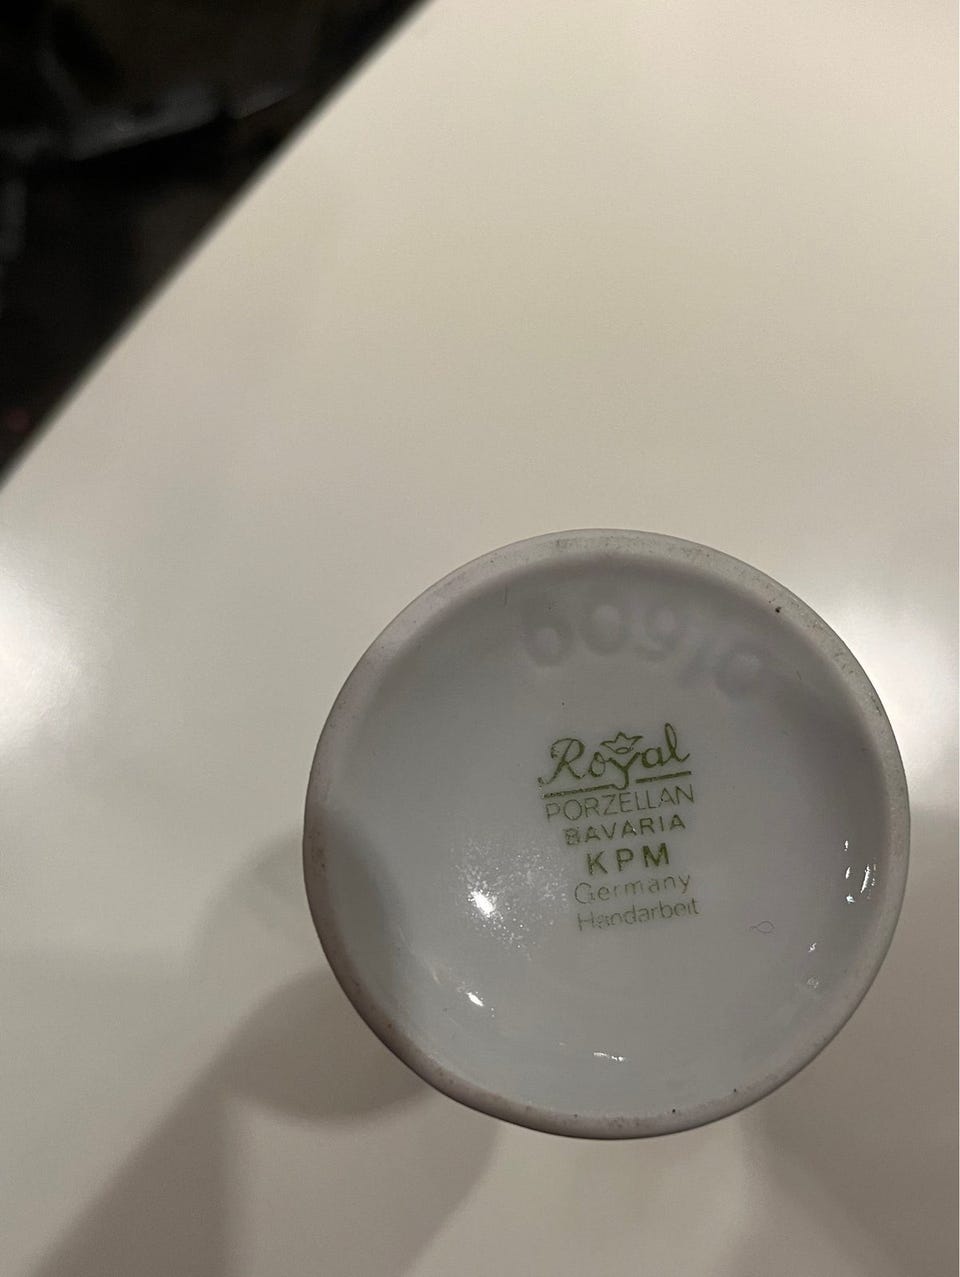 Royal
PORZELLAN
BAVARIA
KPM
Germany
Handarbeit